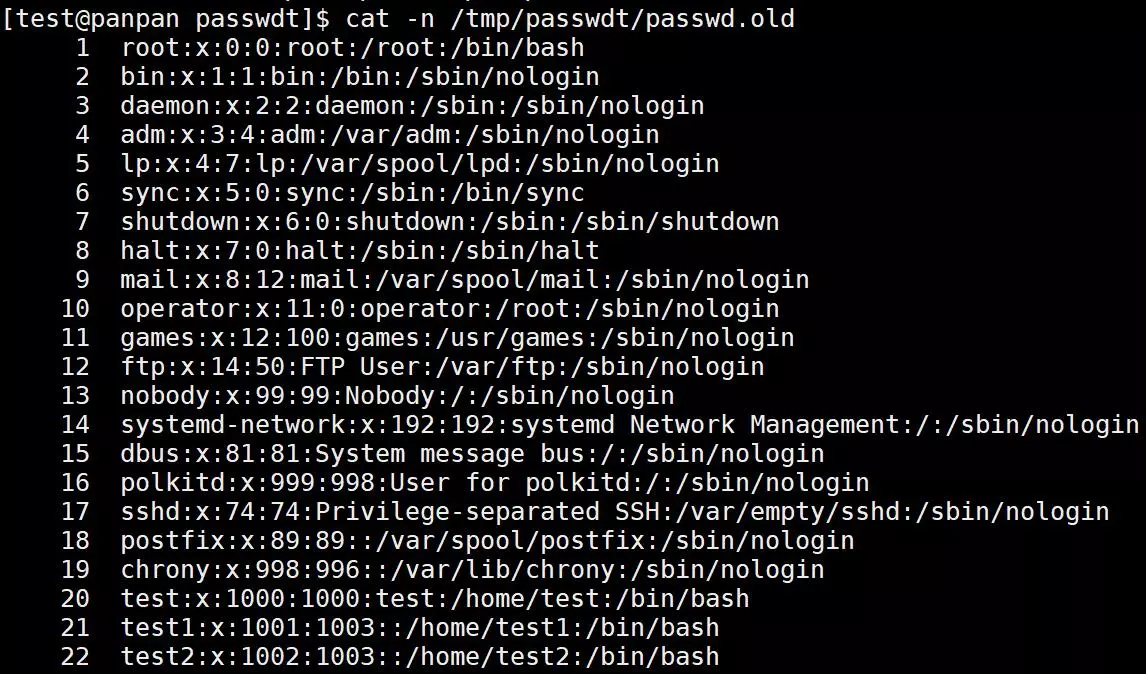 [test@panpan passwdt]$ cat -n /tmp/passwdt/passwd.old
1 root:x:0:0:root:/root:/bin/bash
2 bin:x:1:1:bin:/bin:/sbin/nologin
3 daemon:x:2:2:daemon:/sbin:/sbin/nologin
4 adm:x:3:4:adm:/var/adm:/sbin/nologin
5 lp:x:4:7:lp:/var/spool/lpd:/sbin/nologin
6 sync:x:5:0:sync:/sbin:/bin/sync
7 shutdown:x:6:0:shutdown:/sbin:/sbin/shutdown
8 halt:x:7:0:halt:/sbin:/sbin/halt
9 mail:x:8:12:mail:/var/spool/mail:/sbin/nologin
10 operator:x:11:0:operator:/root:/sbin/nologin
11 games:x:12:100:games:/usr/games:/sbin/nologin
12 ftp:x:14:50:FTP User:/var/ftp:/sbin/nologin
13 nobody:x:99:99:Nobody:/:/sbin/nologin
14 systemd-network:x:192:192:systemd Network Management:/:/sbin/nologin
15 dbus:x:81:81:System message bus:/:/sbin/nologin
16 polkitd:x:999:998:User for polkitd:/:/sbin/nologin
17 sshd:x:74:74:Privilege-separated SSH:/var/empty/sshd:/sbin/nologin
18 postfix:x:89:89::/var/spool/postfix:/sbin/nologin
19 chrony:x:998:996::/var/lib/chrony:/sbin/nologin
20 test:x:1000:1000:test:/home/test:/bin/bash
21 test1:x:1001:1003::/home/test1:/bin/bash
22 test2:x:1002:1003::/home/test2:/bin/bash